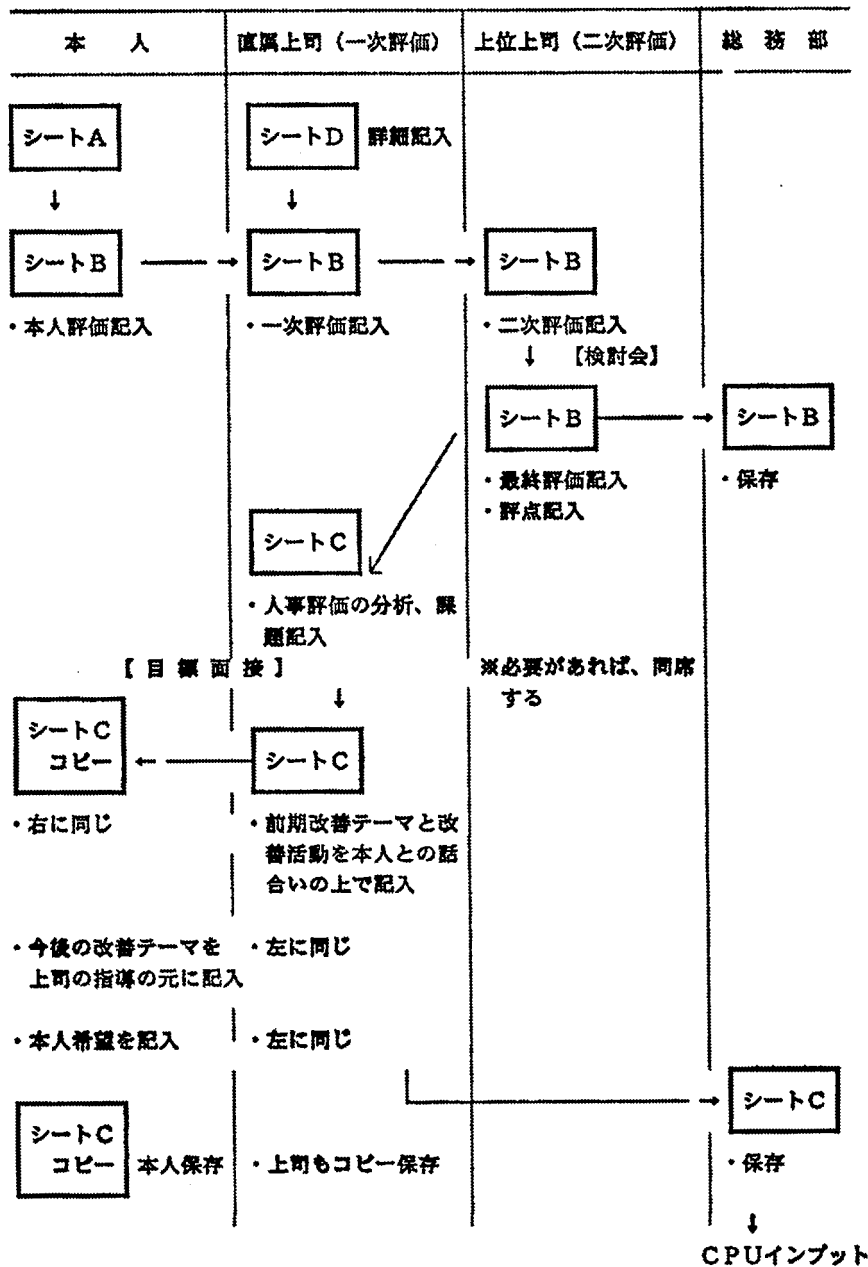 本 人
直属上司（一次評価）
上位上司（二次評価）
総 務 部
シートA
シートD 詳細記入
↓
↓
シートB
シートB
シートB
・本人評価記入
・一次評価記入
・二次評価記入
↓ 【検討会】
シートB
シートB
・最終評価記入
・評点記入
・保存
シートC
・人事評価の分析、課
題記入
【 目 標 面 接 】
※必要があれば、同席
する
↓
シートC
コピー
シートC
・右に同じ
・前期改善テーマと改
善活動を本人との話
合いの上で記入
・今後の改善テーマを
上司の指導の元に記入
・左に同じ
・本人希望を記入
・左に同じ
シートC
シートC
コピー
本人保存
・上司もコピー保存
・保存
↓
CPUインプット